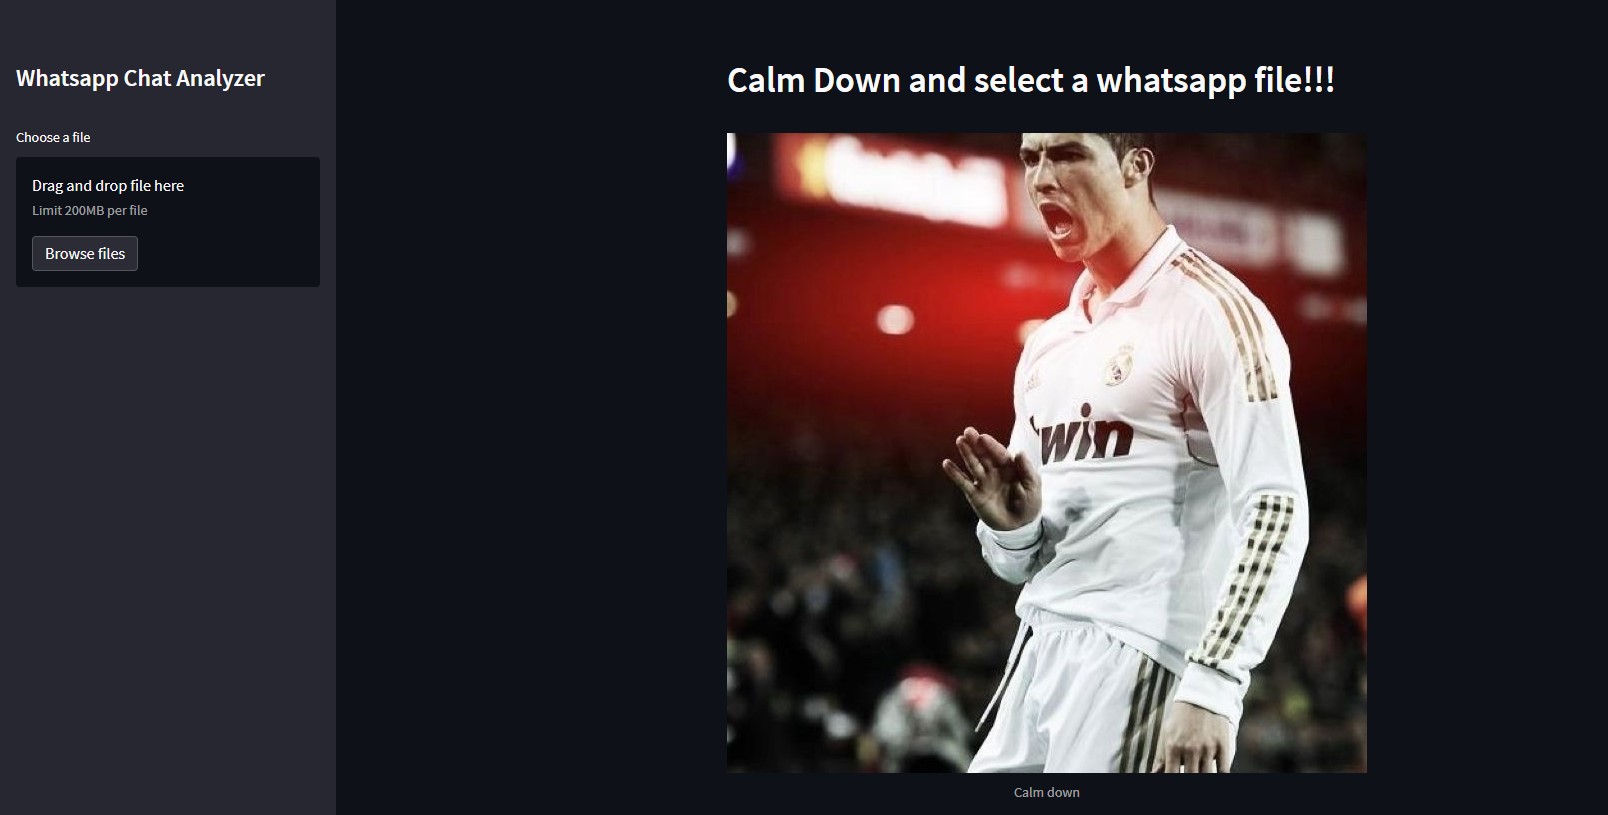 Whatsapp Chat Analyzer
Choose a file
Drag and drop file here
Limit 200MB per file
Browse files
Calm Down and select a whatsapp file!!!
win
Calm down